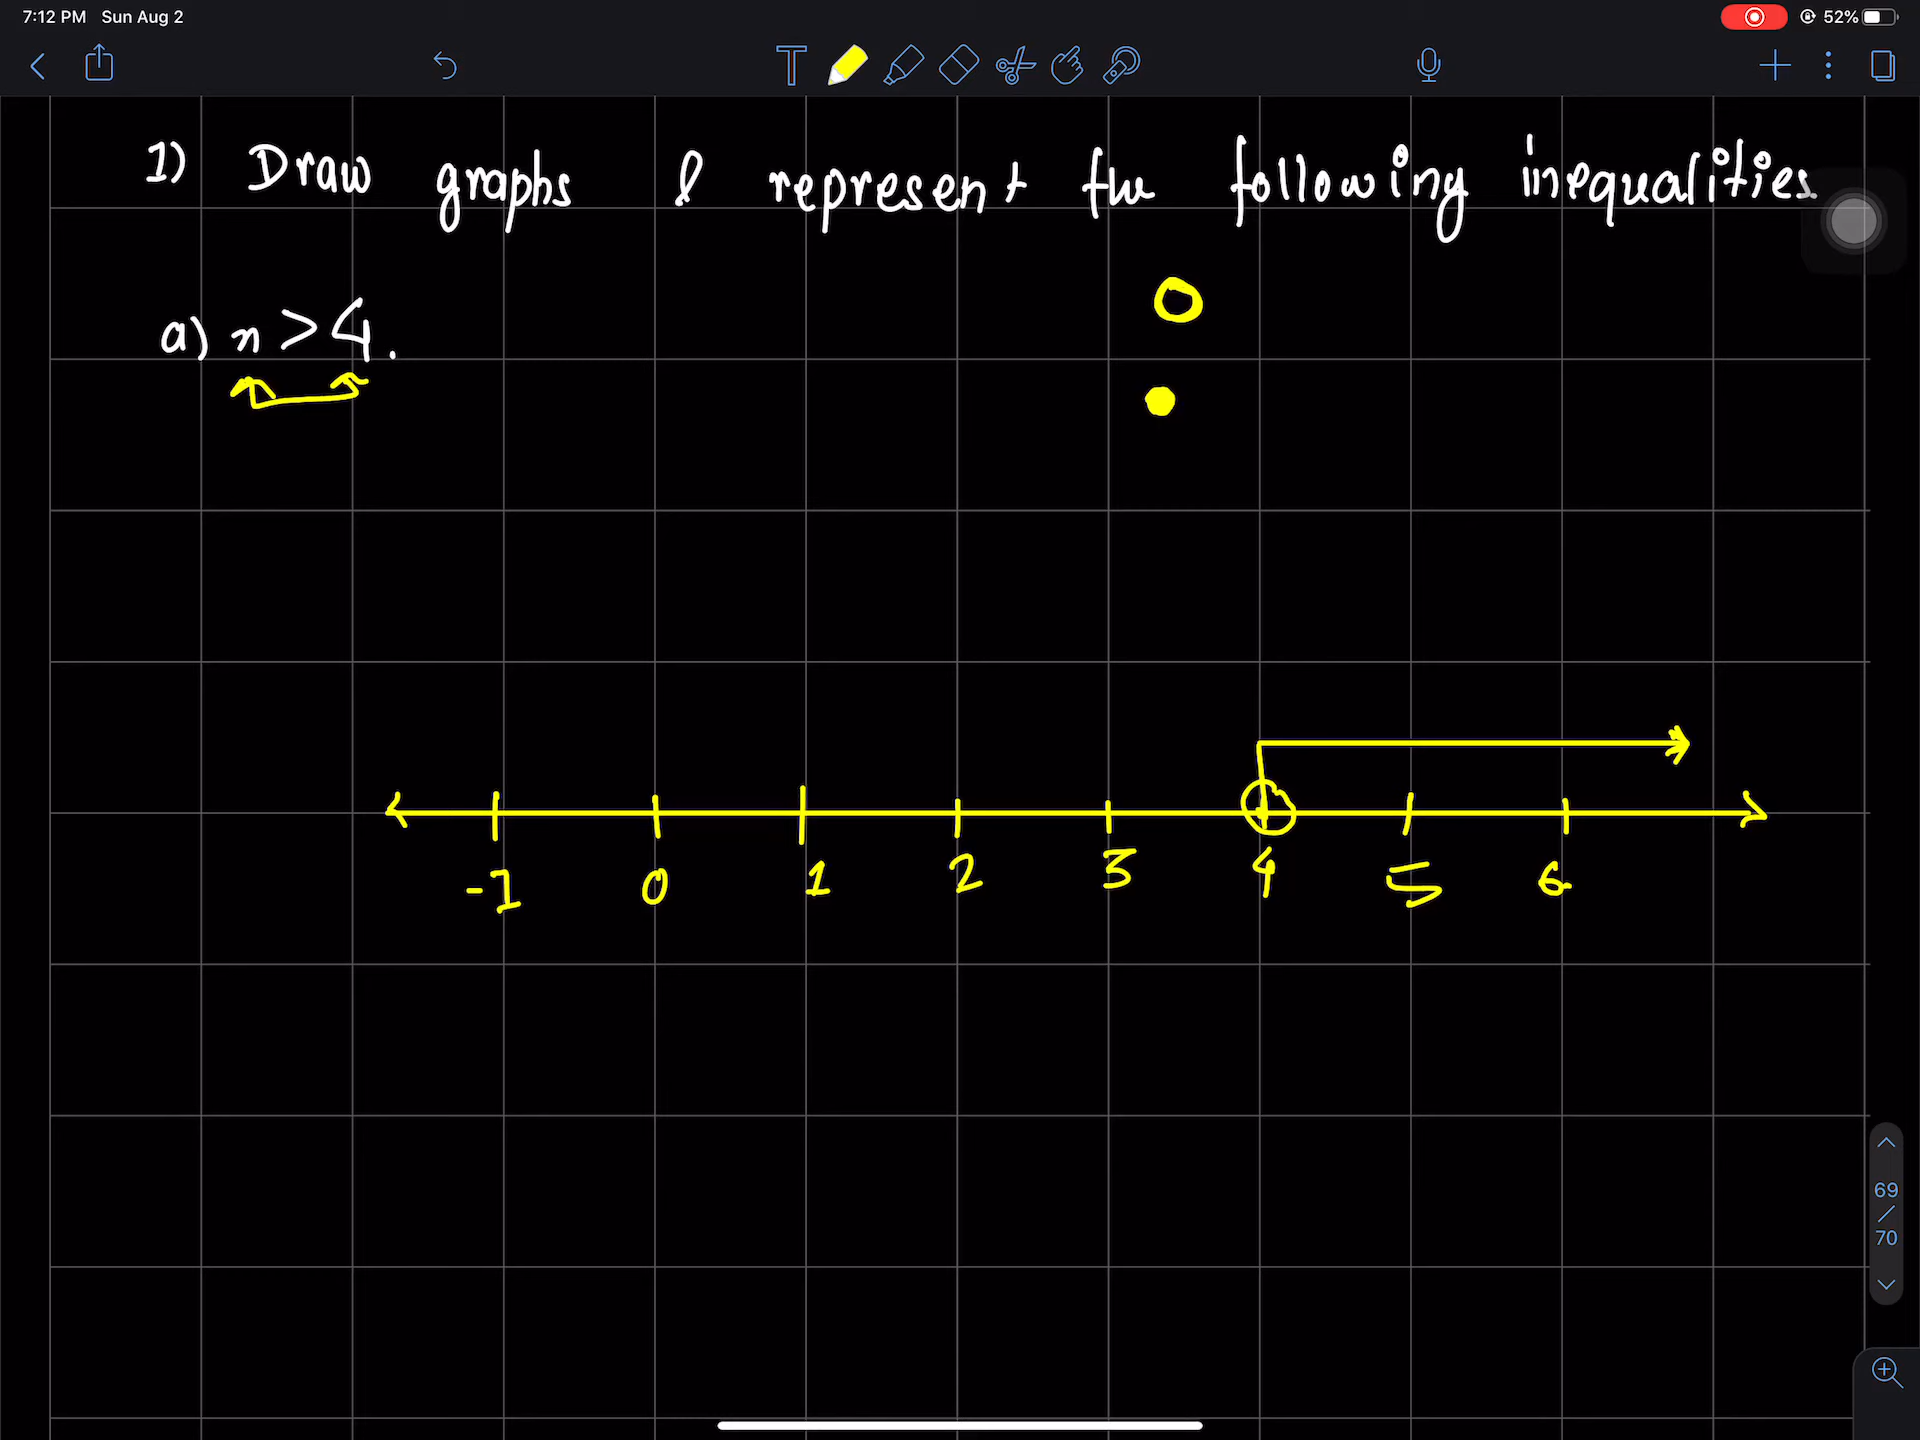 7:12 PM Sun Aug 2 52%
1) Draw graphs & represent the following inequalities
a) n > 4.
-1 0 1 2 3 4 5 6
69
/
70